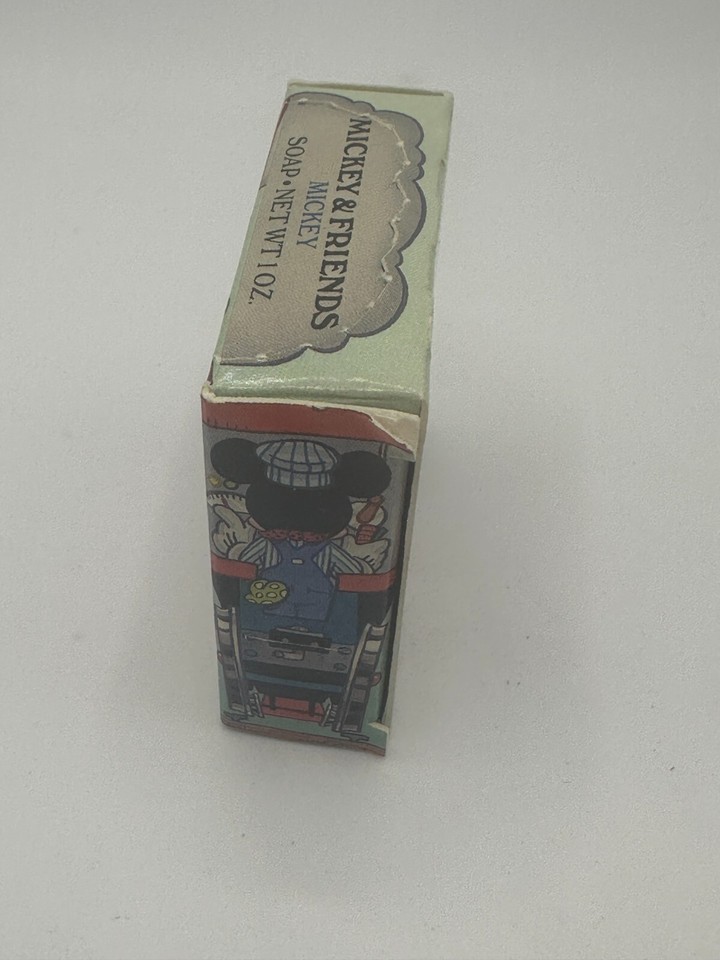 MICKEY & FRIENDS
MICKEY
SOAP • NET WT 1 OZ.